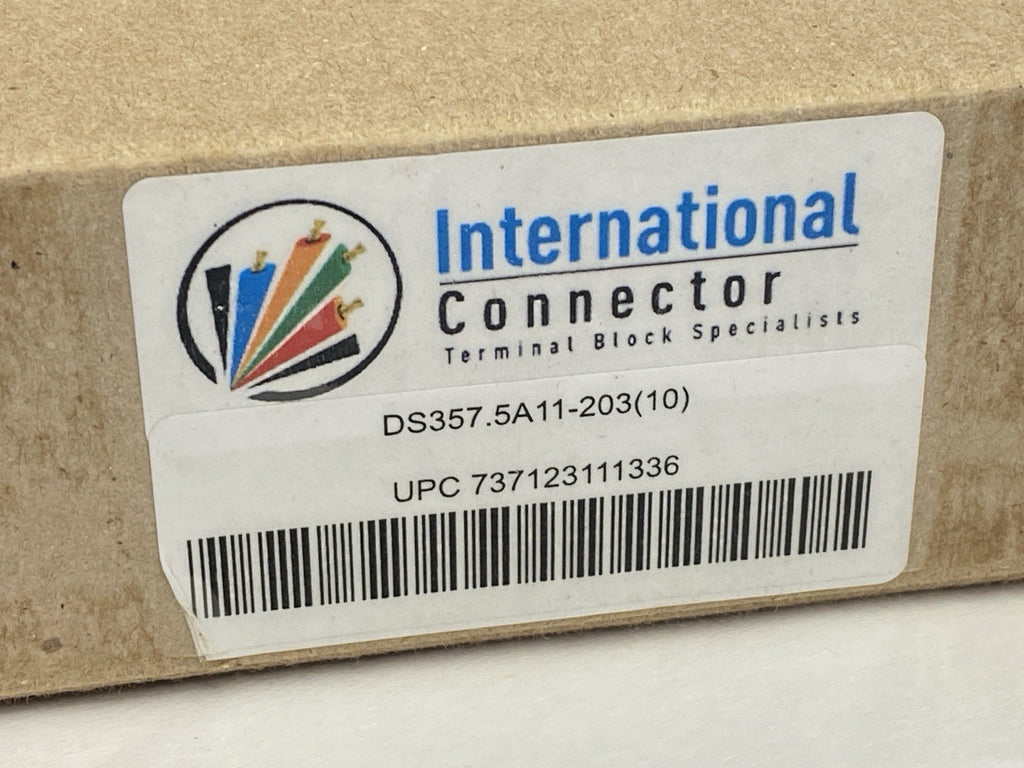 International
Connector
Terminal Block Specialists
DS357.5A11-203(10)
UPC 737123111336